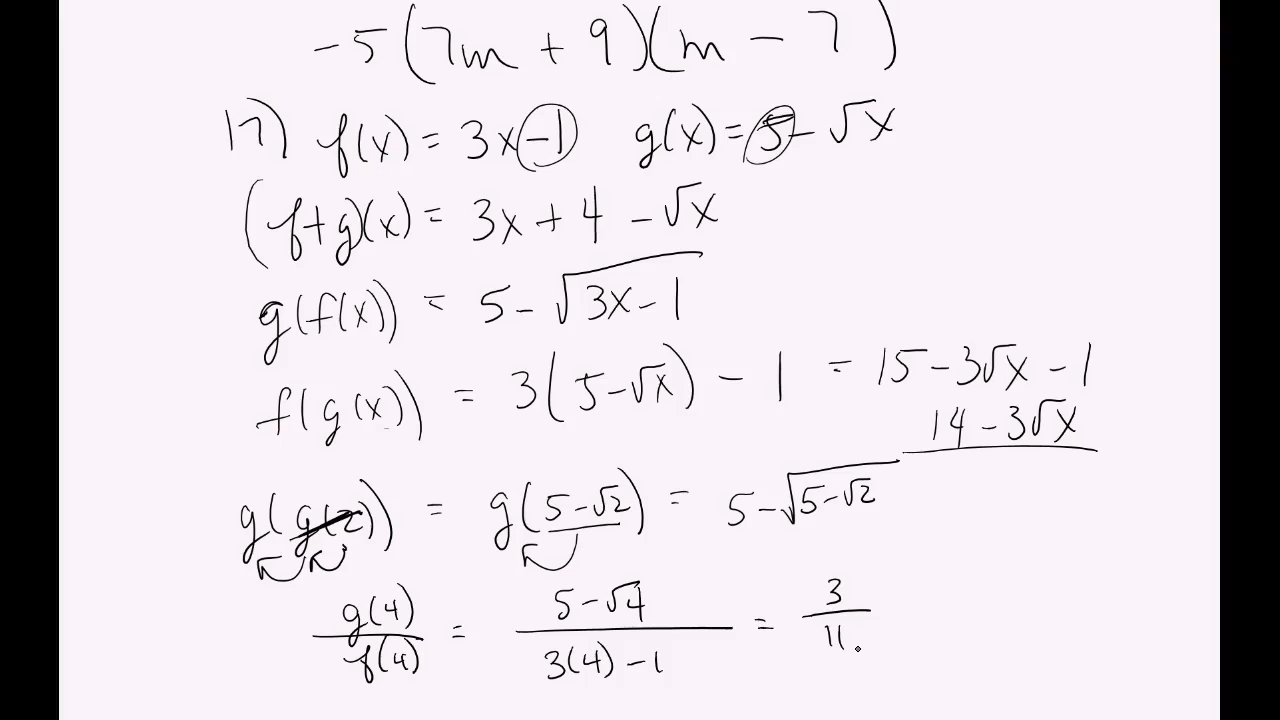 -5(7m + 9)(m - 7)
17) f(x) = 3x - 1 g(x) = 5 - √x
(f+g)(x) = 3x + 4 - √x
g(f(x)) = 5 - √(3x - 1)
f(g(x)) = 3(5 - √x) - 1 = 15 - 3√x - 1
14 - 3√x
g(g(2)) = g(5 - √2) = 5 - √(5 - √2)
g(4)/f(4) = (5 - √4)/(3(4) - 1) = 3/11.